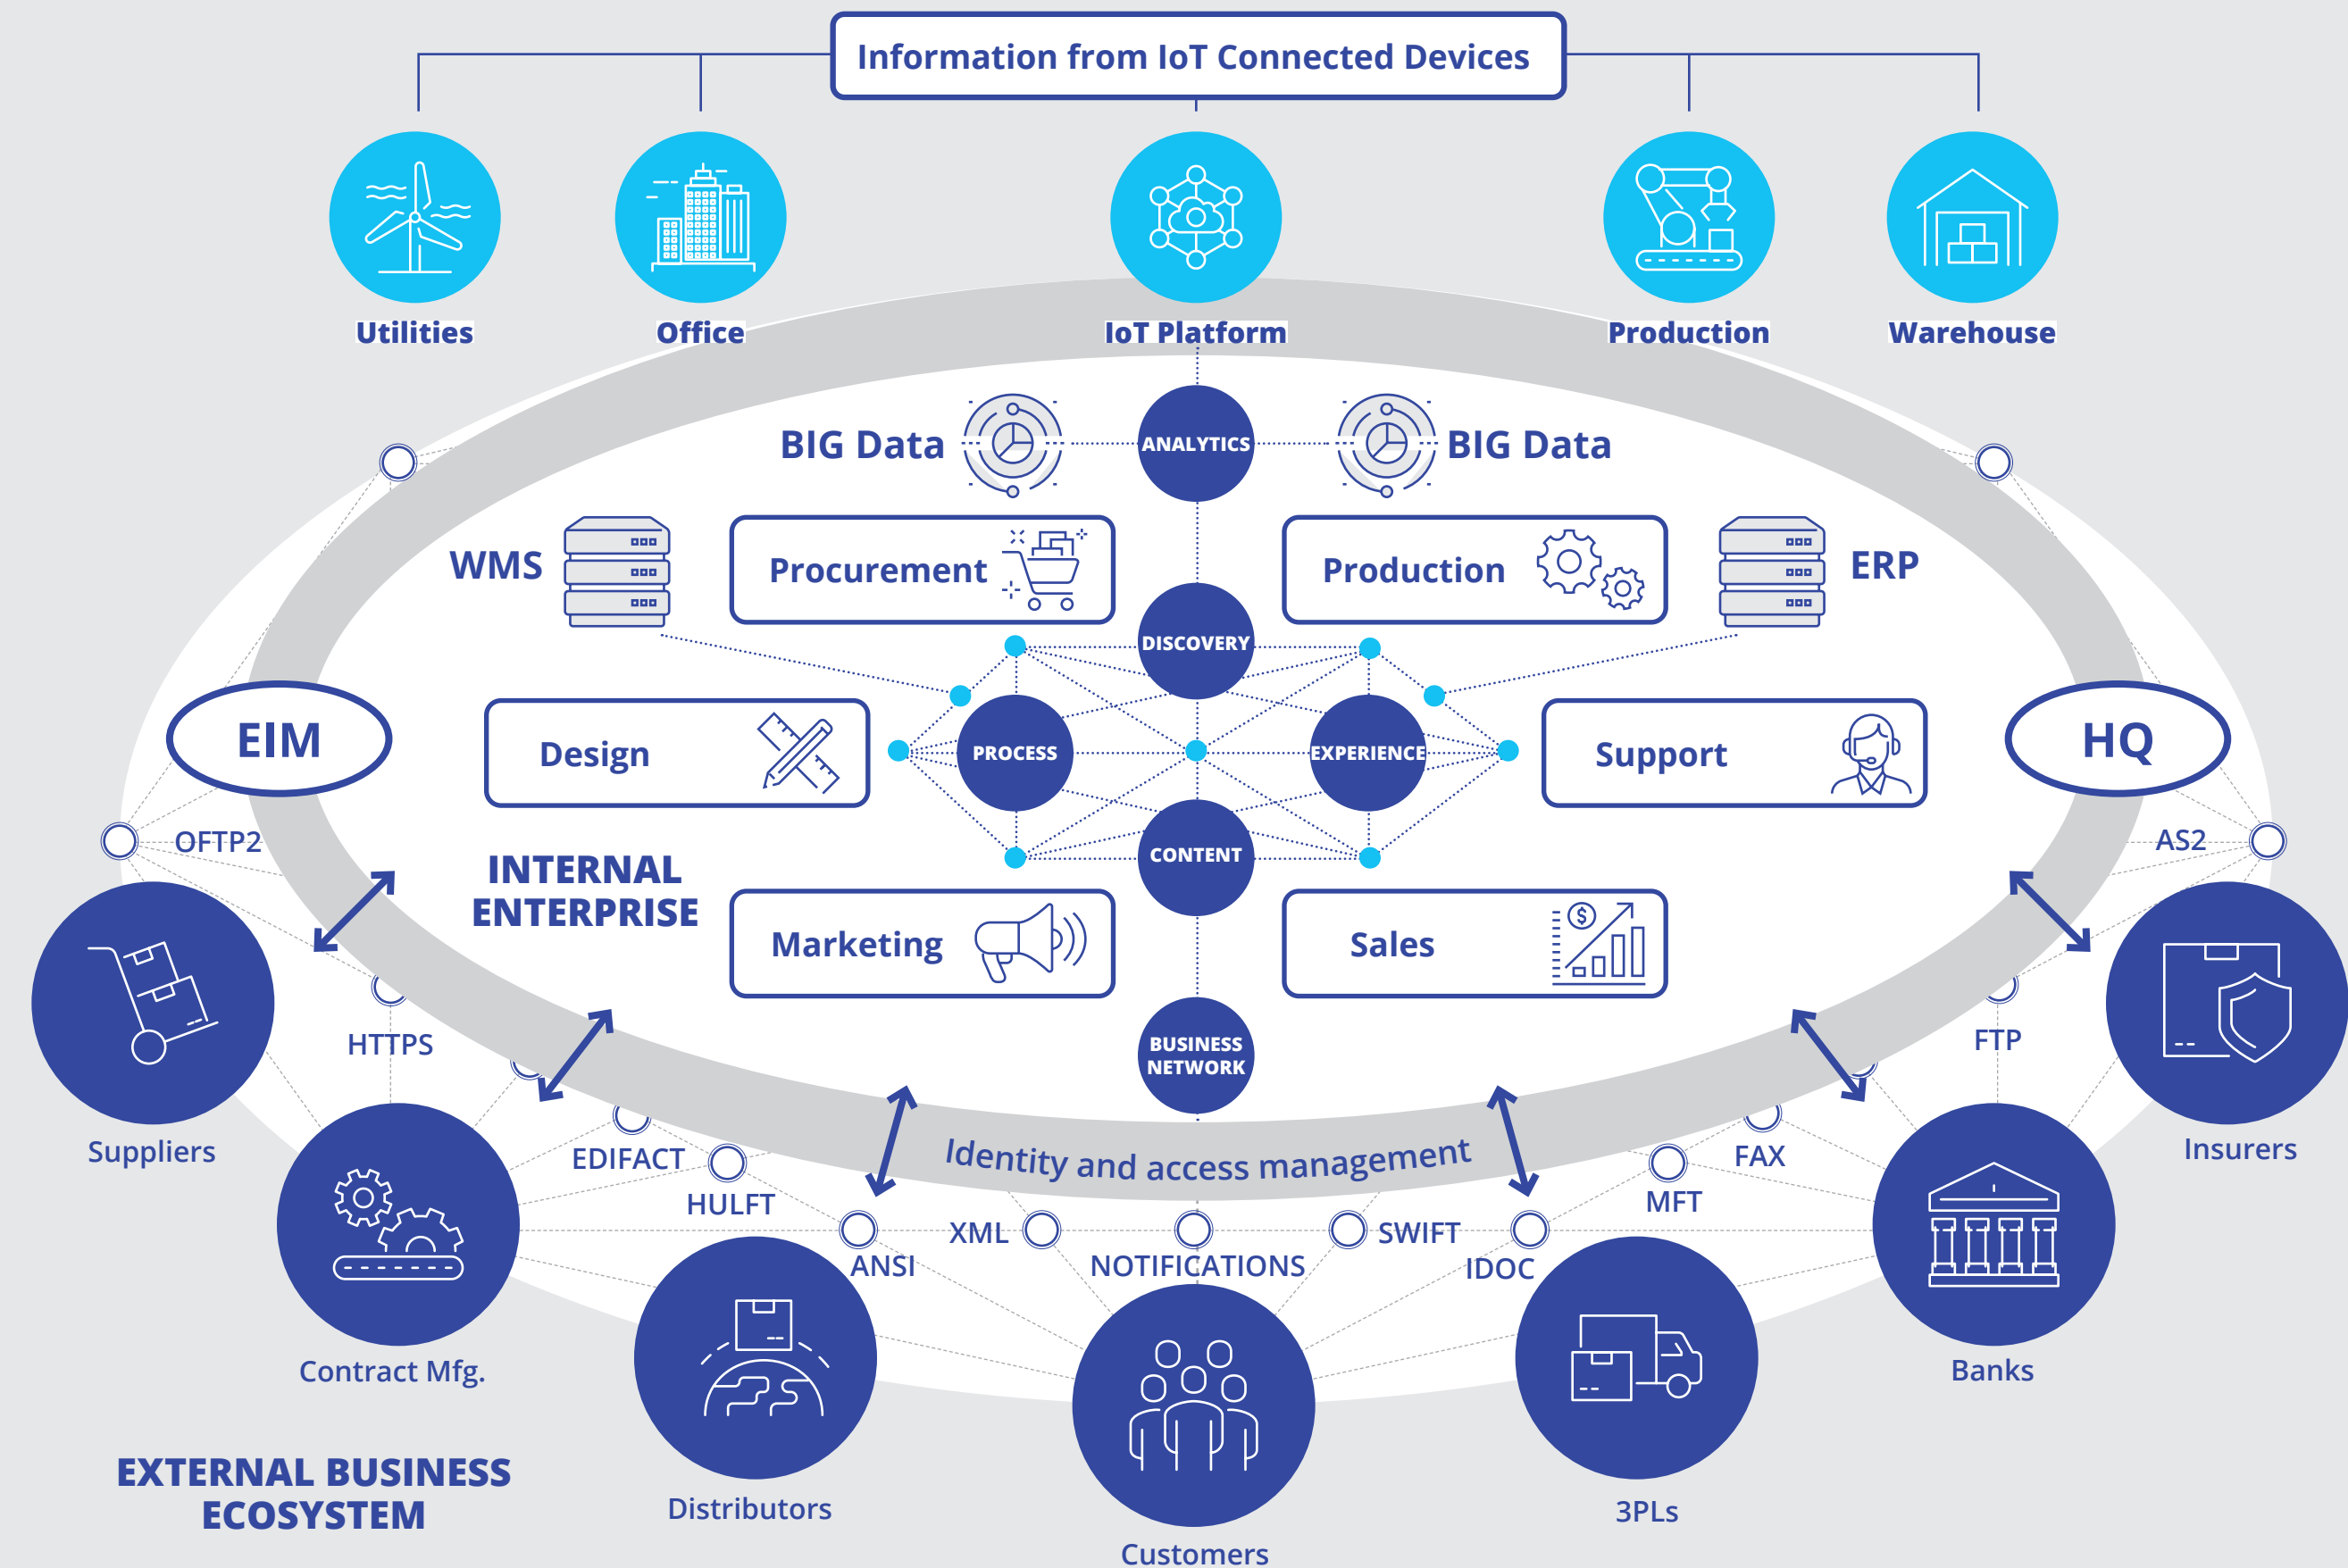 Information from IoT Connected Devices
Utilities
Office
IoT Platform
Production
Warehouse
BIG Data
ANALYTICS
BIG Data
WMS
Procurement
Production
ERP
DISCOVERY
EIM
Design
PROCESS
EXPERIENCE
Support
HQ
OFTP2
AS2
INTERNAL
ENTERPRISE
CONTENT
Marketing
Sales
HTTPS
BUSINESS
NETWORK
FTP
Suppliers
EDIFACT
Identity and access management
FAX
Insurers
HULFT
MFT
XML
SWIFT
ANSI
NOTIFICATIONS
IDOC
Contract Mfg.
Banks
EXTERNAL BUSINESS
ECOSYSTEM
Distributors
3PLs
Customers
$